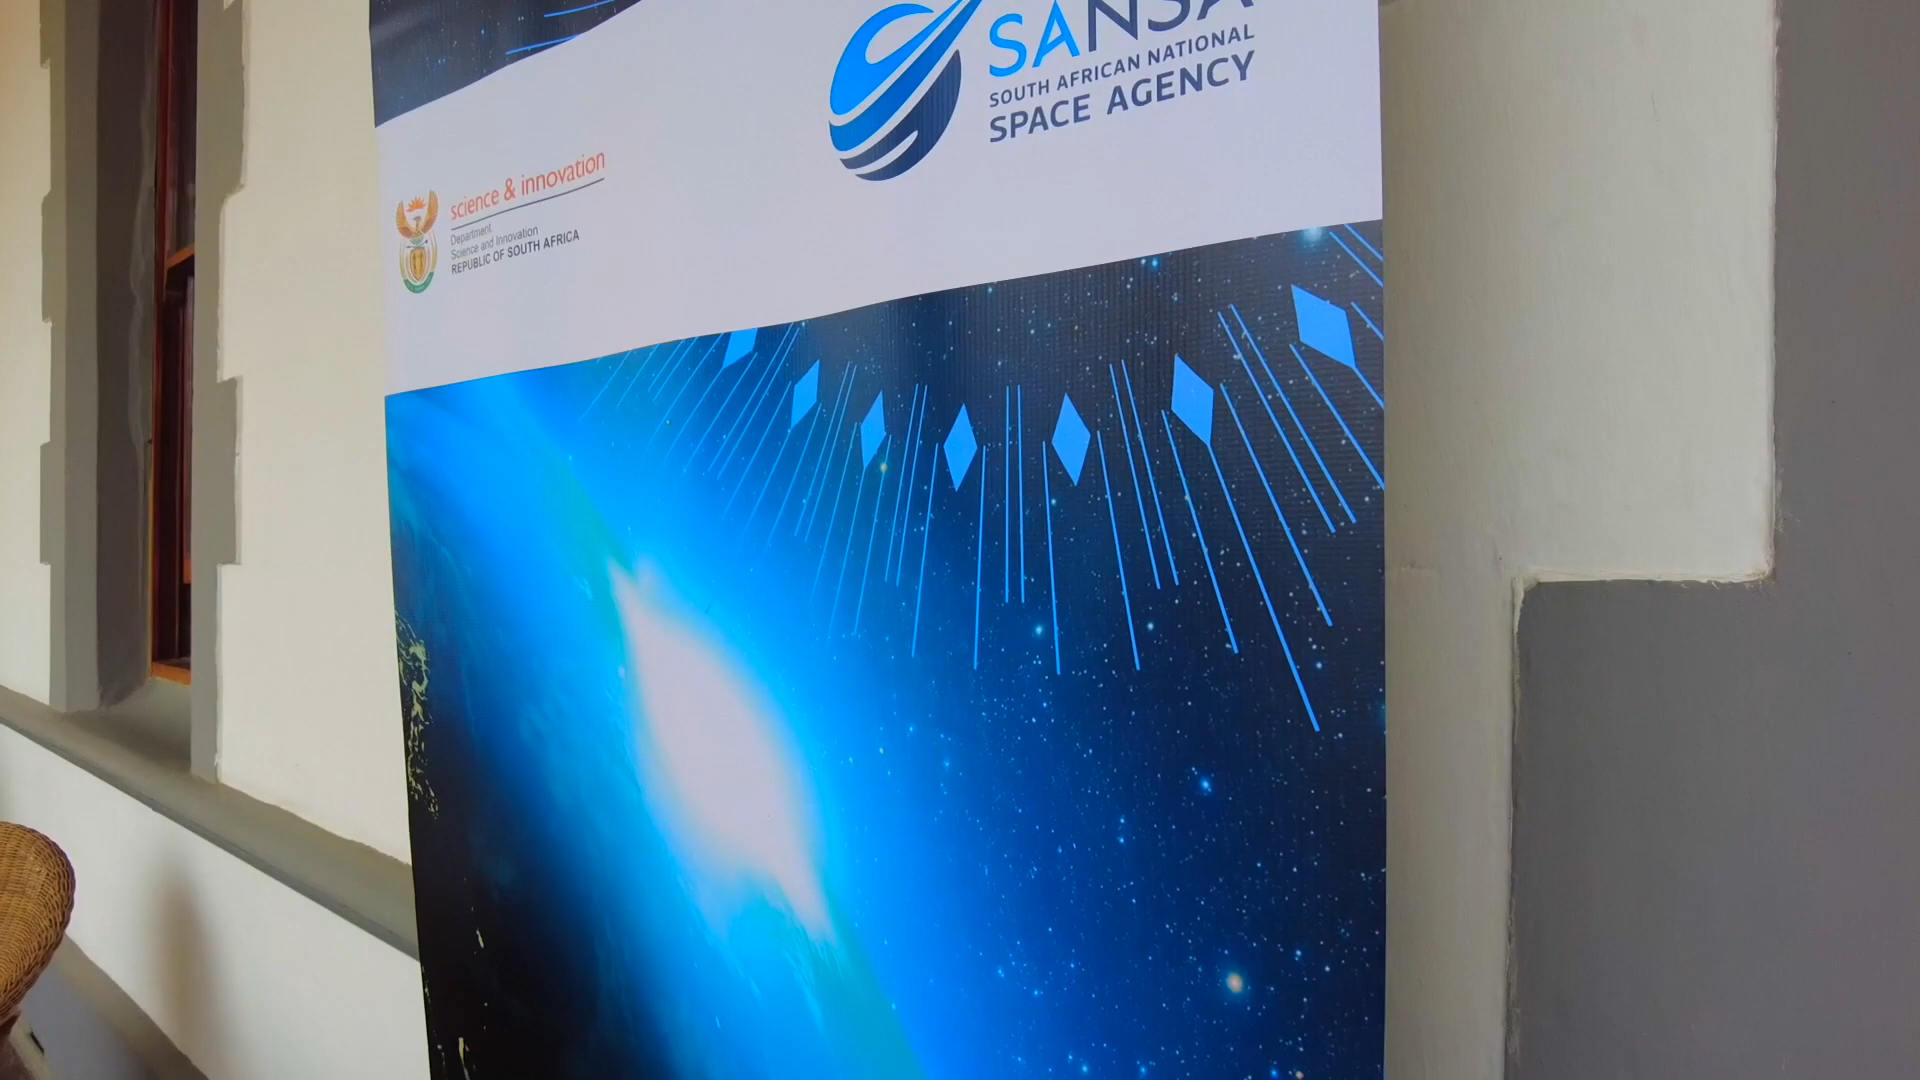 SANSA
SOUTH AFRICAN NATIONAL
SPACE AGENCY
science & innovation
Department
Science and Innovation
REPUBLIC OF SOUTH AFRICA